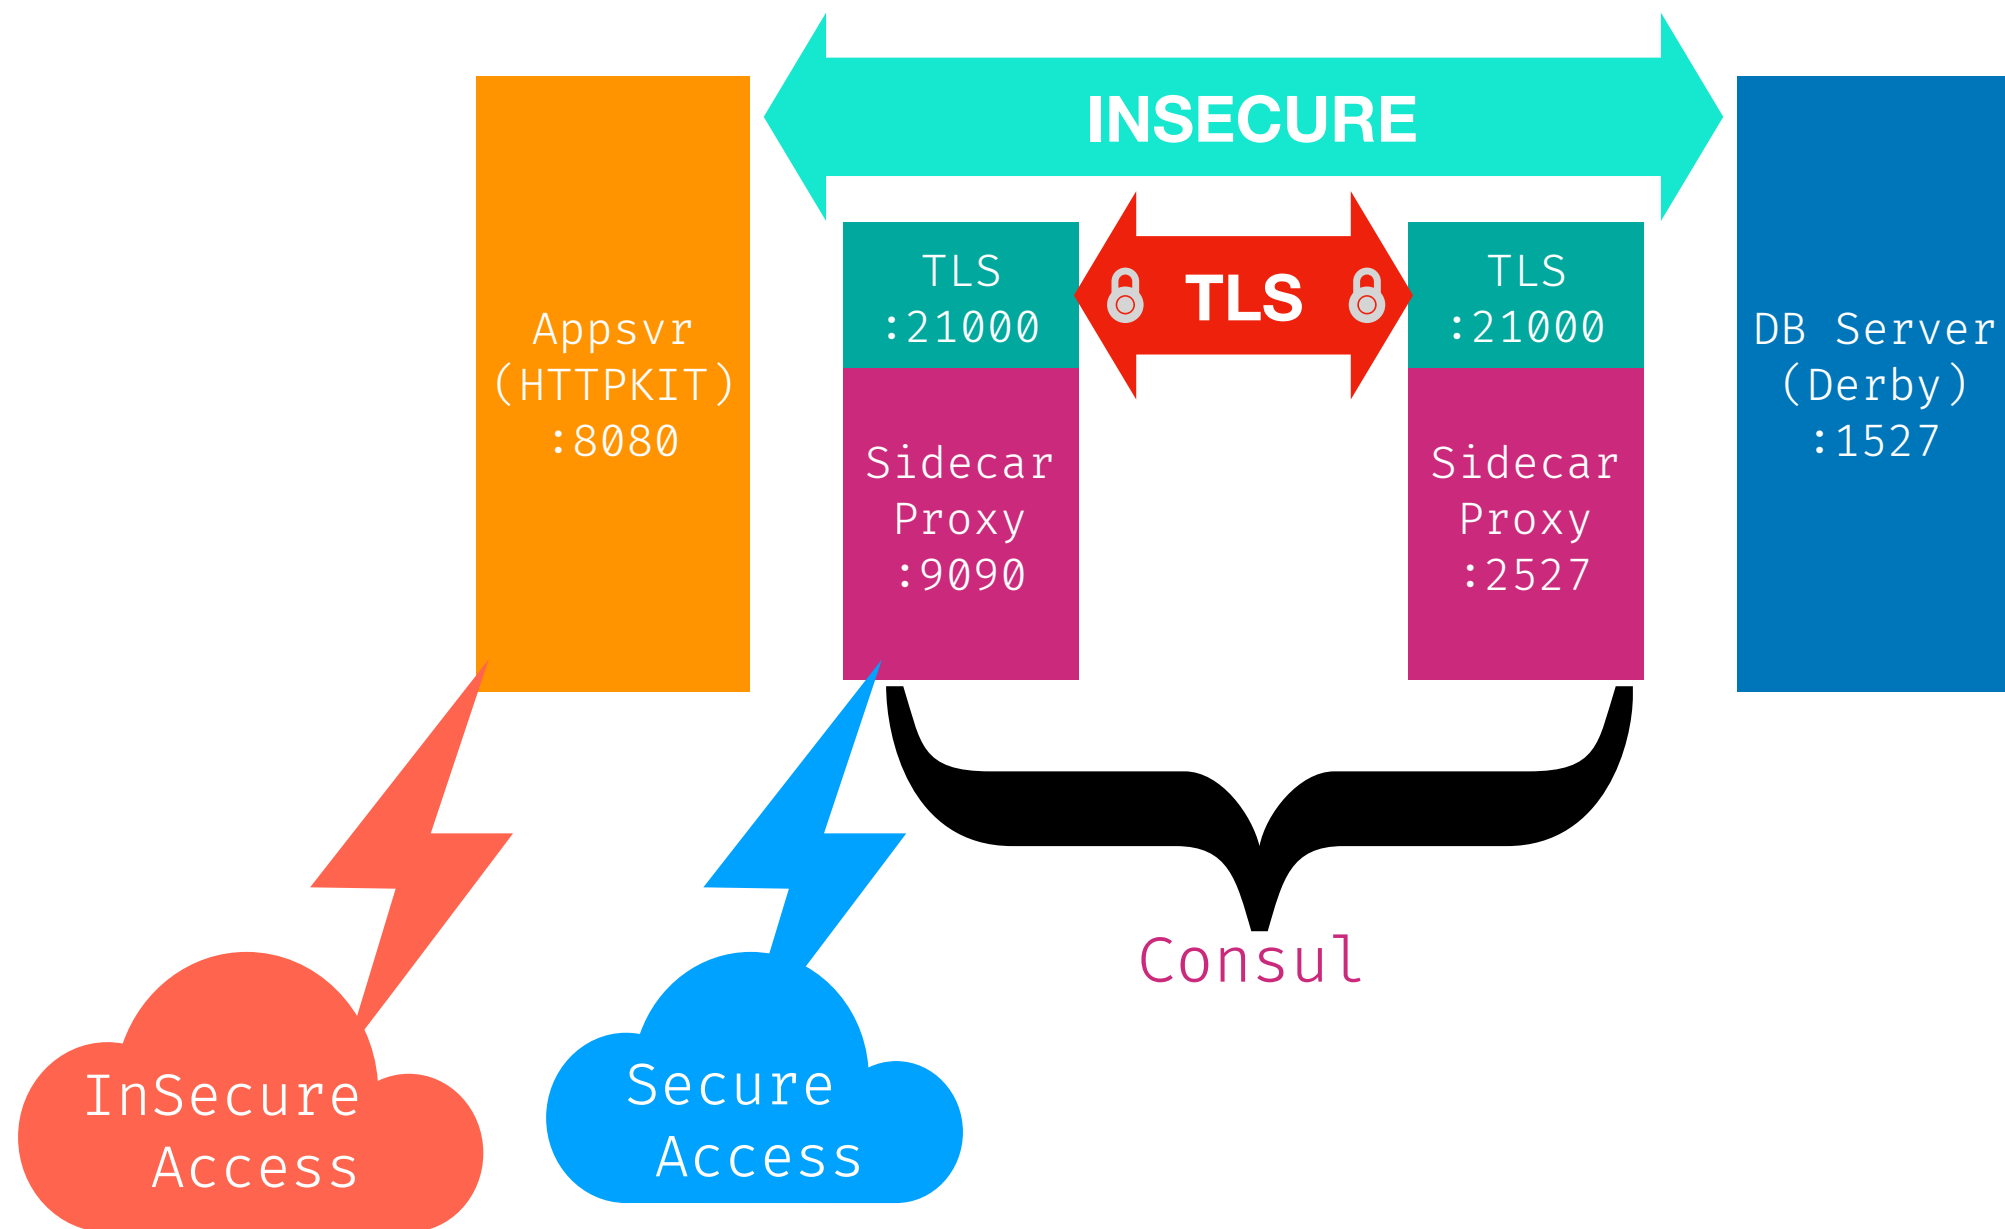 INSECURE
Appsvr
(HTTPKIT)
:8080
TLS
:21000
Sidecar
Proxy
:9090
TLS
TLS
:21000
Sidecar
Proxy
:2527
DB Server
(Derby)
:1527
Consul
InSecure
Access
Secure
Access